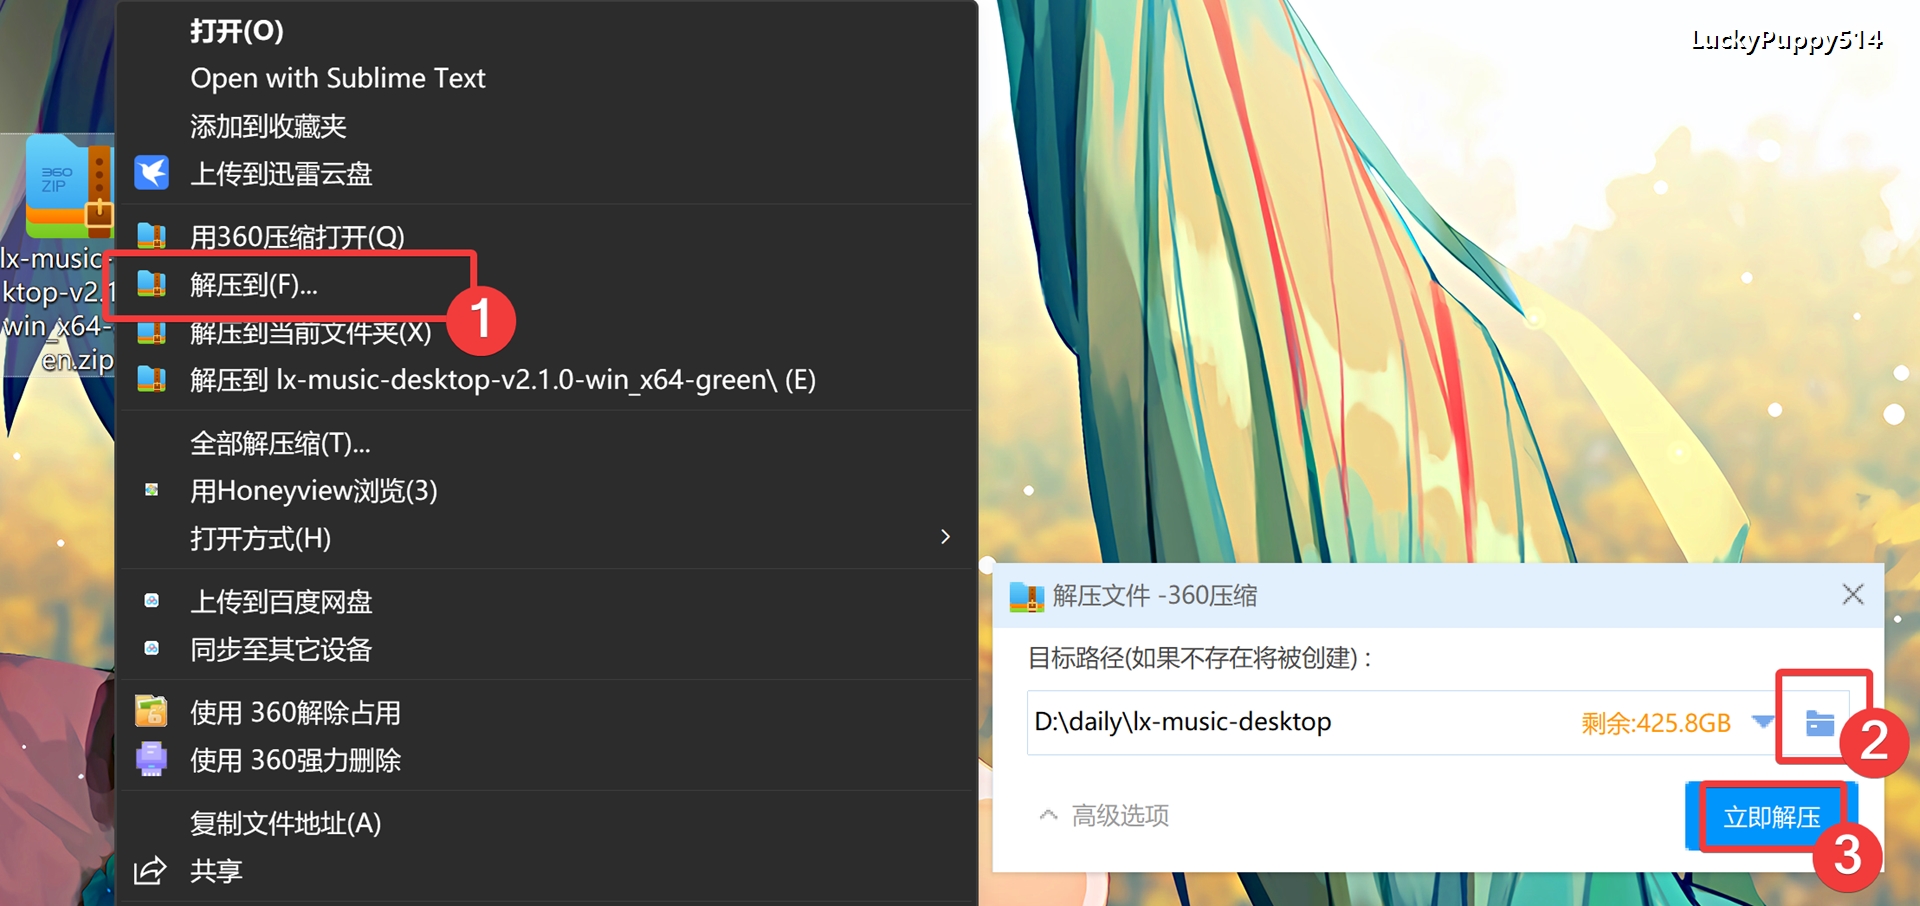 打开(O)
Open with Sublime Text
添加到收藏夹
上传到迅雷云盘
360
ZIP
lx-music-
ktop-v2.1
win_x64-
en.zip
用360压缩打开(Q)
解压到(F)...
1
解压到当前文件夹(X)
解压到 lx-music-desktop-v2.1.0-win_x64-green\ (E)
全部解压缩(T)...
用Honeyview浏览(3)
打开方式(H)
上传到百度网盘
同步至其它设备
使用 360解除占用
使用 360强力删除
复制文件地址(A)
共享
LuckyPuppy514
解压文件 -360压缩
目标路径(如果不存在将被创建)：
D:\daily\lx-music-desktop 剩余:425.8GB
2
高级选项
立即解压
3